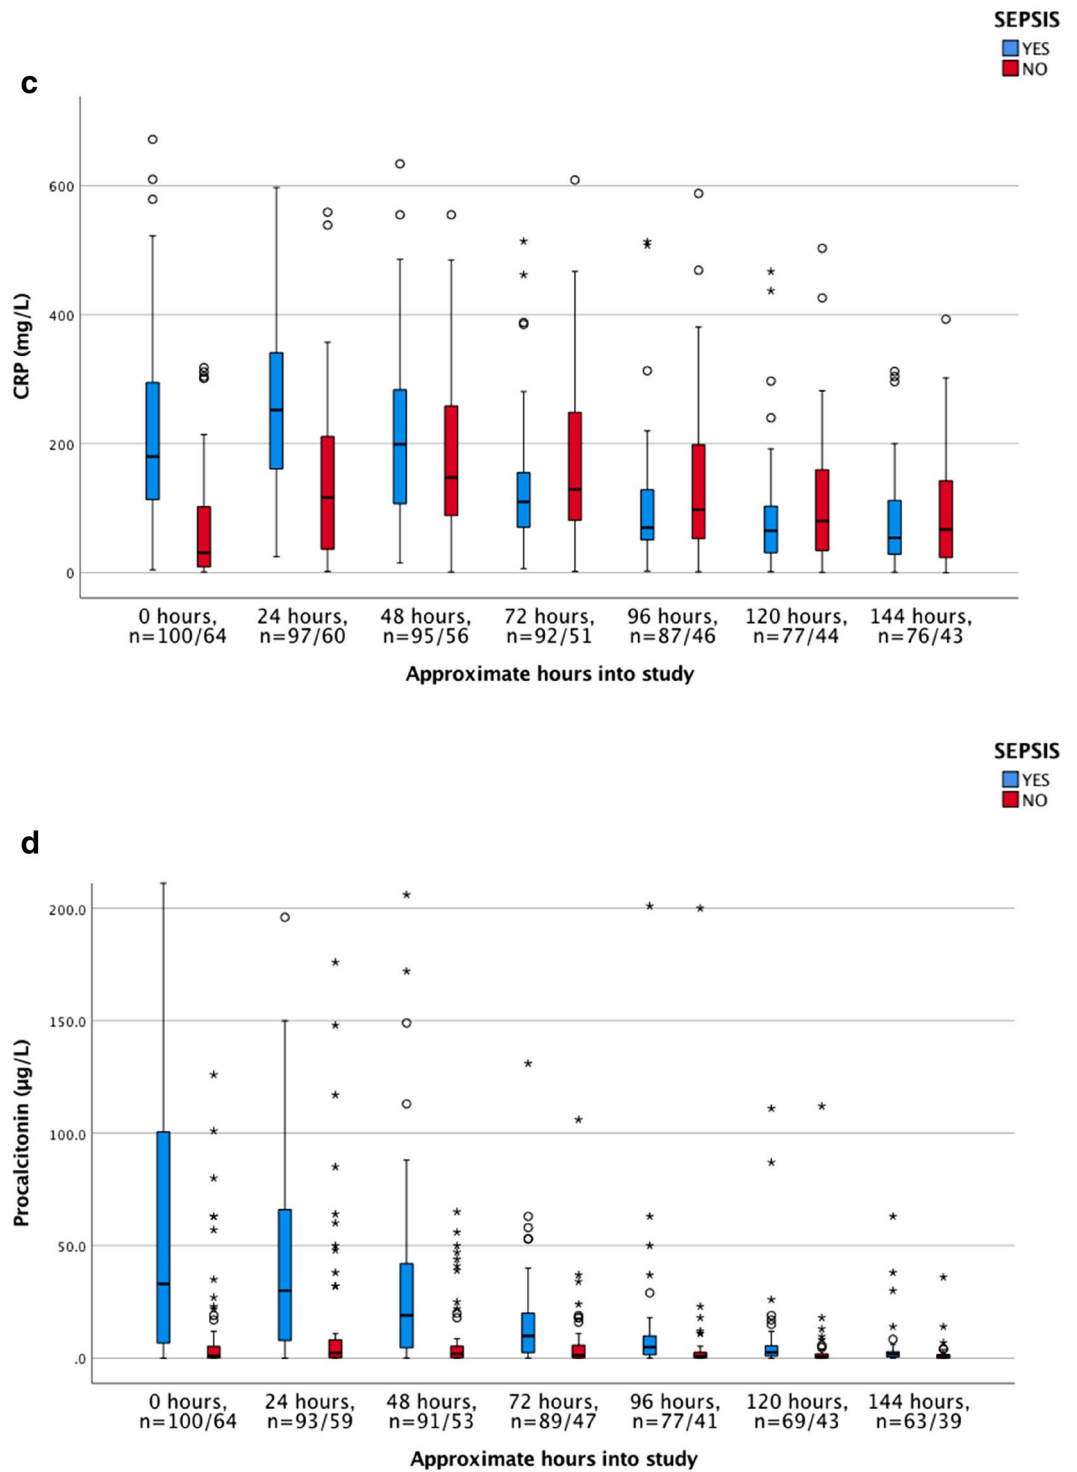 SEPSIS
YES
NO
c
600
400
200
0
CRP (mg/L)
0 hours, 24 hours, 48 hours, 72 hours, 96 hours, 120 hours, 144 hours,
n=100/64 n=97/60 n=95/56 n=92/51 n=87/46 n=77/44 n=76/43
Approximate hours into study
SEPSIS
YES
NO
d
200.0
150.0
100.0
50.0
.0
Procalcitonin (µg/L)
0 hours, 24 hours, 48 hours, 72 hours, 96 hours, 120 hours, 144 hours,
n=100/64 n=93/59 n=91/53 n=89/47 n=77/41 n=69/43 n=63/39
Approximate hours into study